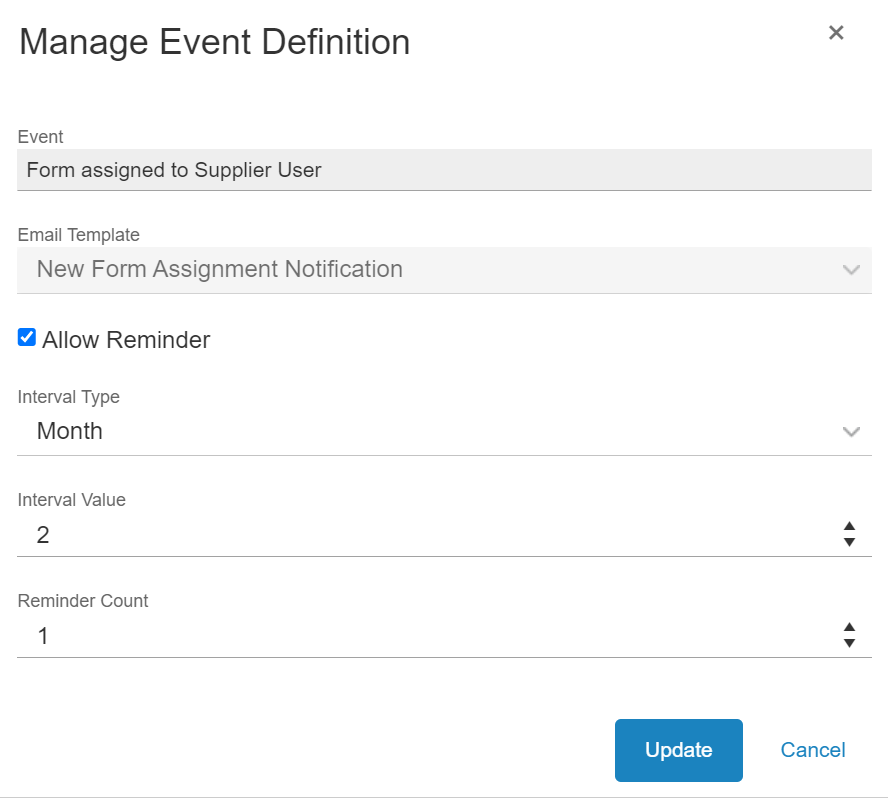 Manage Event Definition
Event
Form assigned to Supplier User
Email Template
New Form Assignment Notification
Allow Reminder
Interval Type
Month
Interval Value
2
Reminder Count
1
Update Cancel